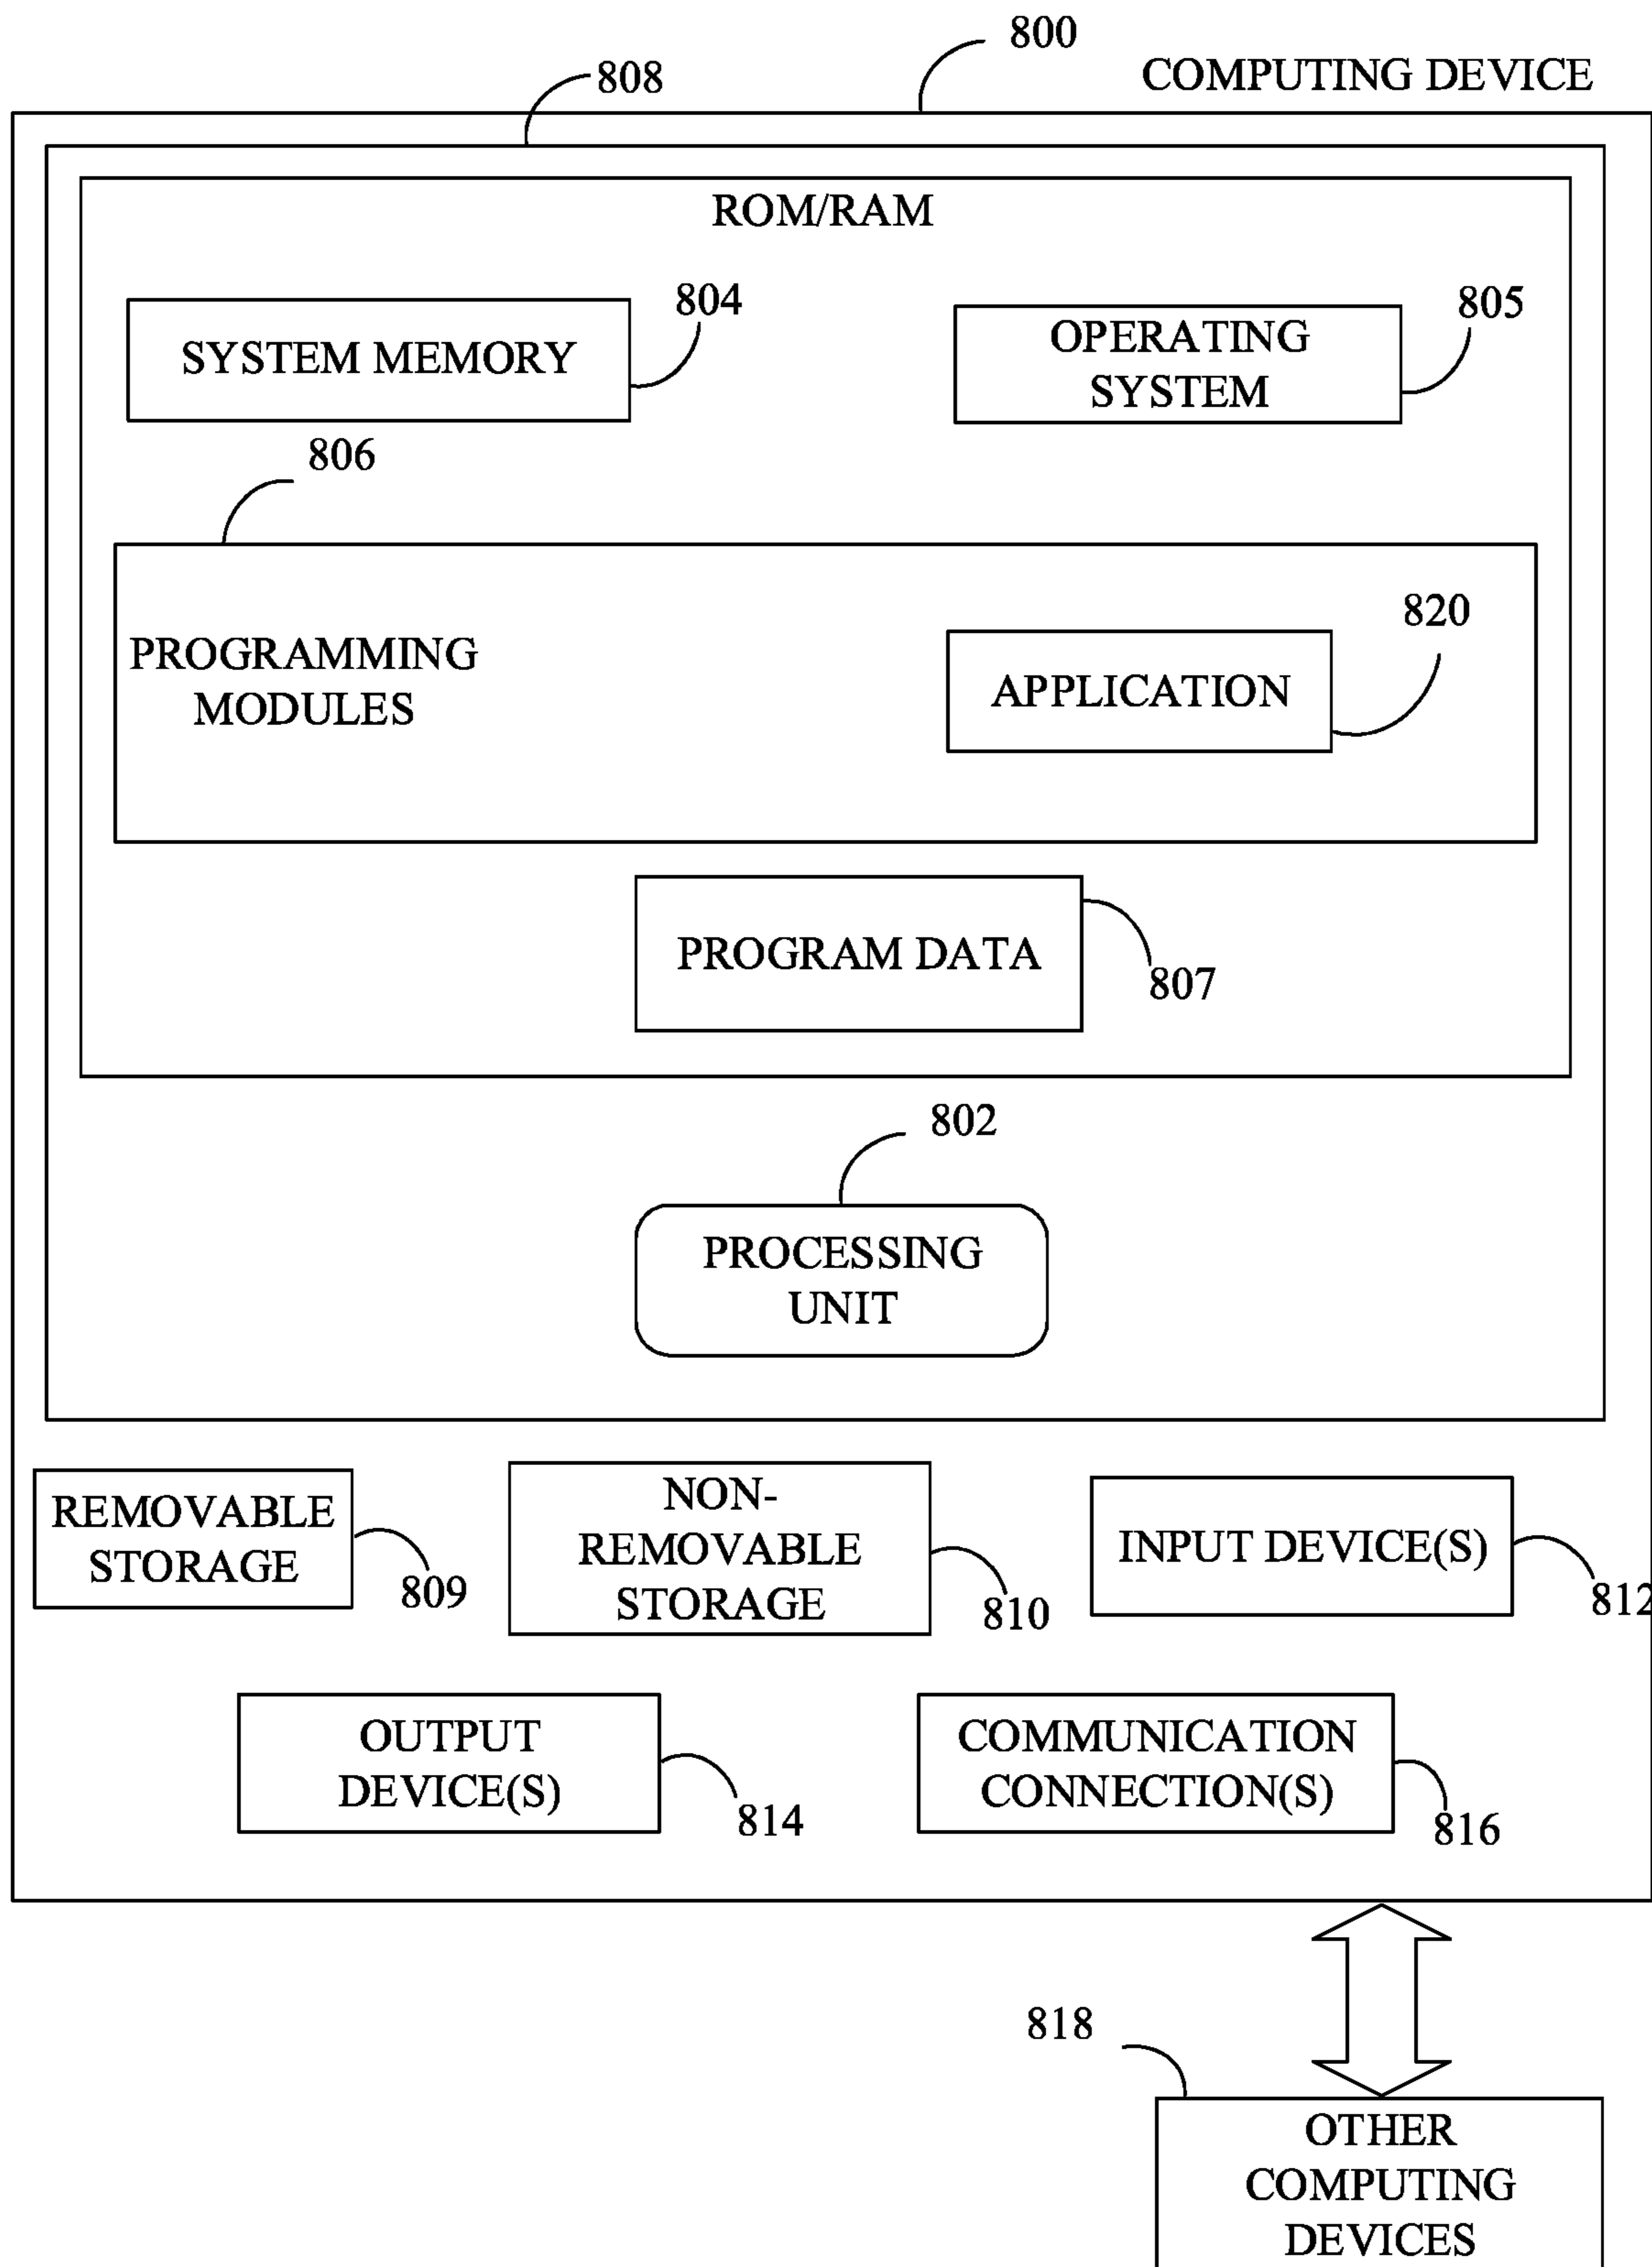 800
COMPUTING DEVICE
808
ROM/RAM
SYSTEM MEMORY
804
OPERATING
SYSTEM
805
806
PROGRAMMING
MODULES
APPLICATION
820
PROGRAM DATA
807
802
PROCESSING
UNIT
REMOVABLE
STORAGE
809
NON-
REMOVABLE
STORAGE
810
INPUT DEVICE(S)
812
OUTPUT
DEVICE(S)
814
COMMUNICATION
CONNECTION(S)
816
818
OTHER
COMPUTING
DEVICES